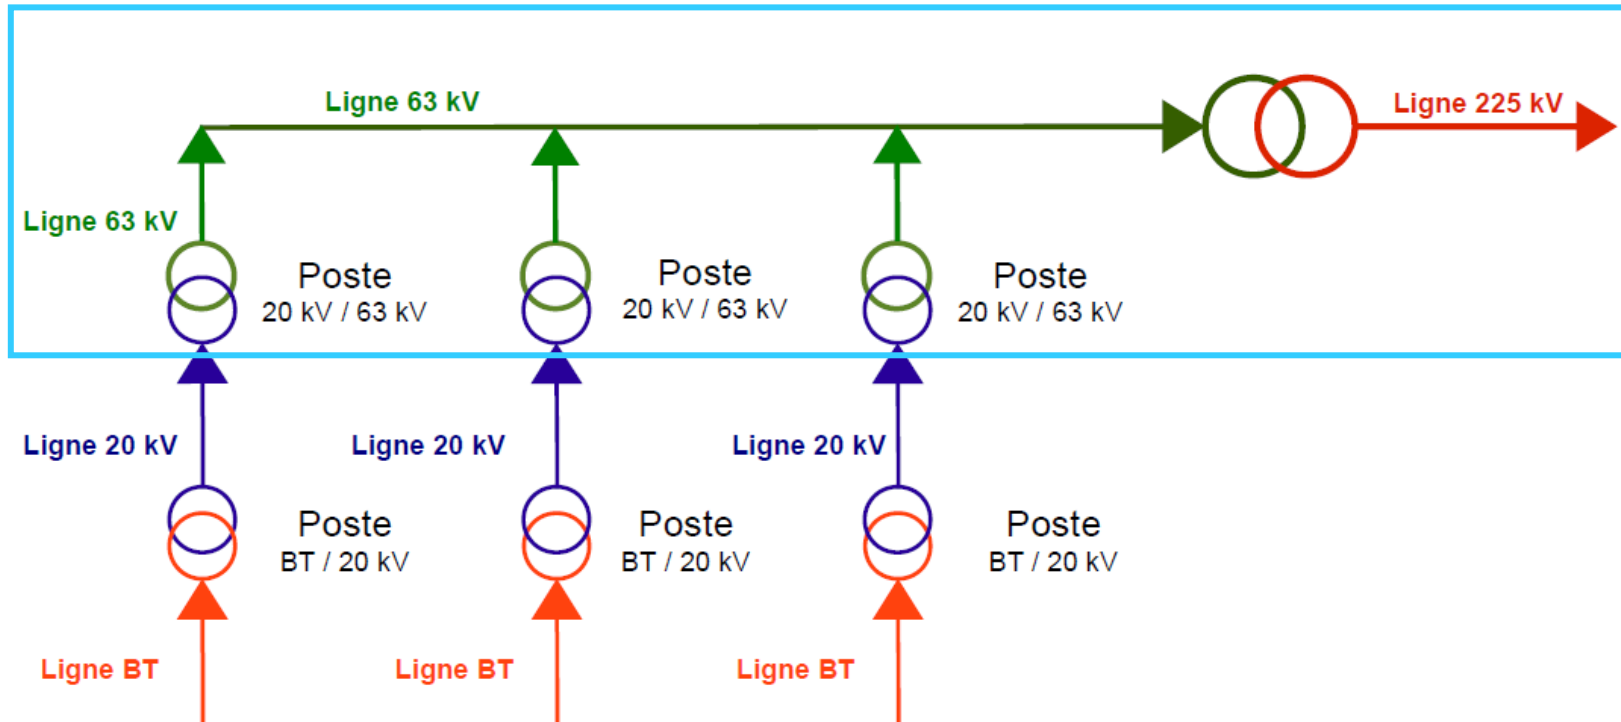 Ligne 63 kV
Ligne 225 kV
Ligne 63 kV
Poste
20 kV / 63 kV
Poste
20 kV / 63 kV
Poste
20 kV / 63 kV
Ligne 20 kV
Ligne 20 kV
Ligne 20 kV
Poste
BT / 20 kV
Poste
BT / 20 kV
Poste
BT / 20 kV
Ligne BT
Ligne BT
Ligne BT